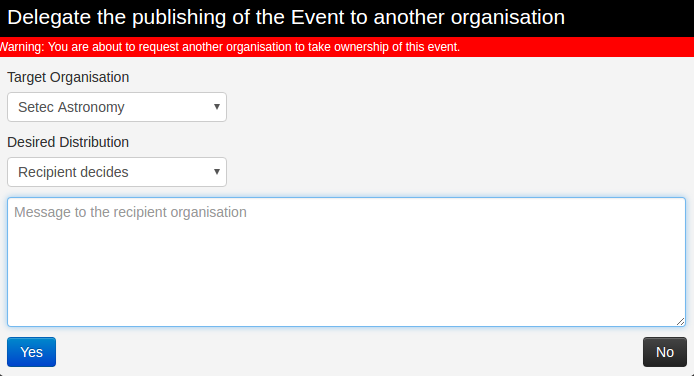 Delegate the publishing of the Event to another organisation
Warning: You are about to request another organisation to take ownership of this event.
Target Organisation
Setec Astronomy
Desired Distribution
Recipient decides
Message to the recipient organisation
Yes
No